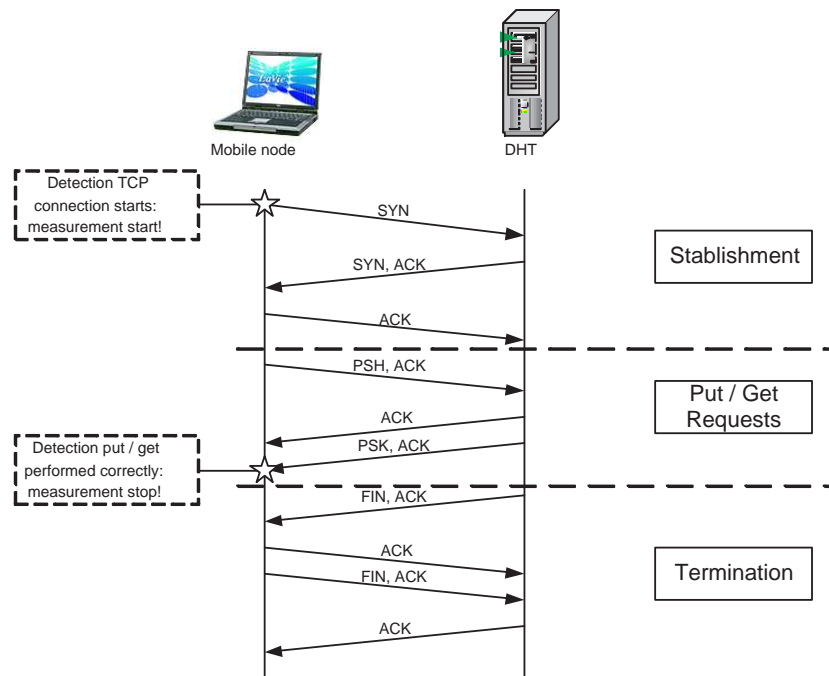 LaVie
Mobile node
DHT
Detection TCP
connection starts:
measurement start!
SYN
SYN, ACK
Stablishment
ACK
PSH, ACK
Put / Get
Requests
ACK
PSK, ACK
Detection put / get
performed correctly:
measurement stop!
FIN, ACK
ACK
FIN, ACK
Termination
ACK